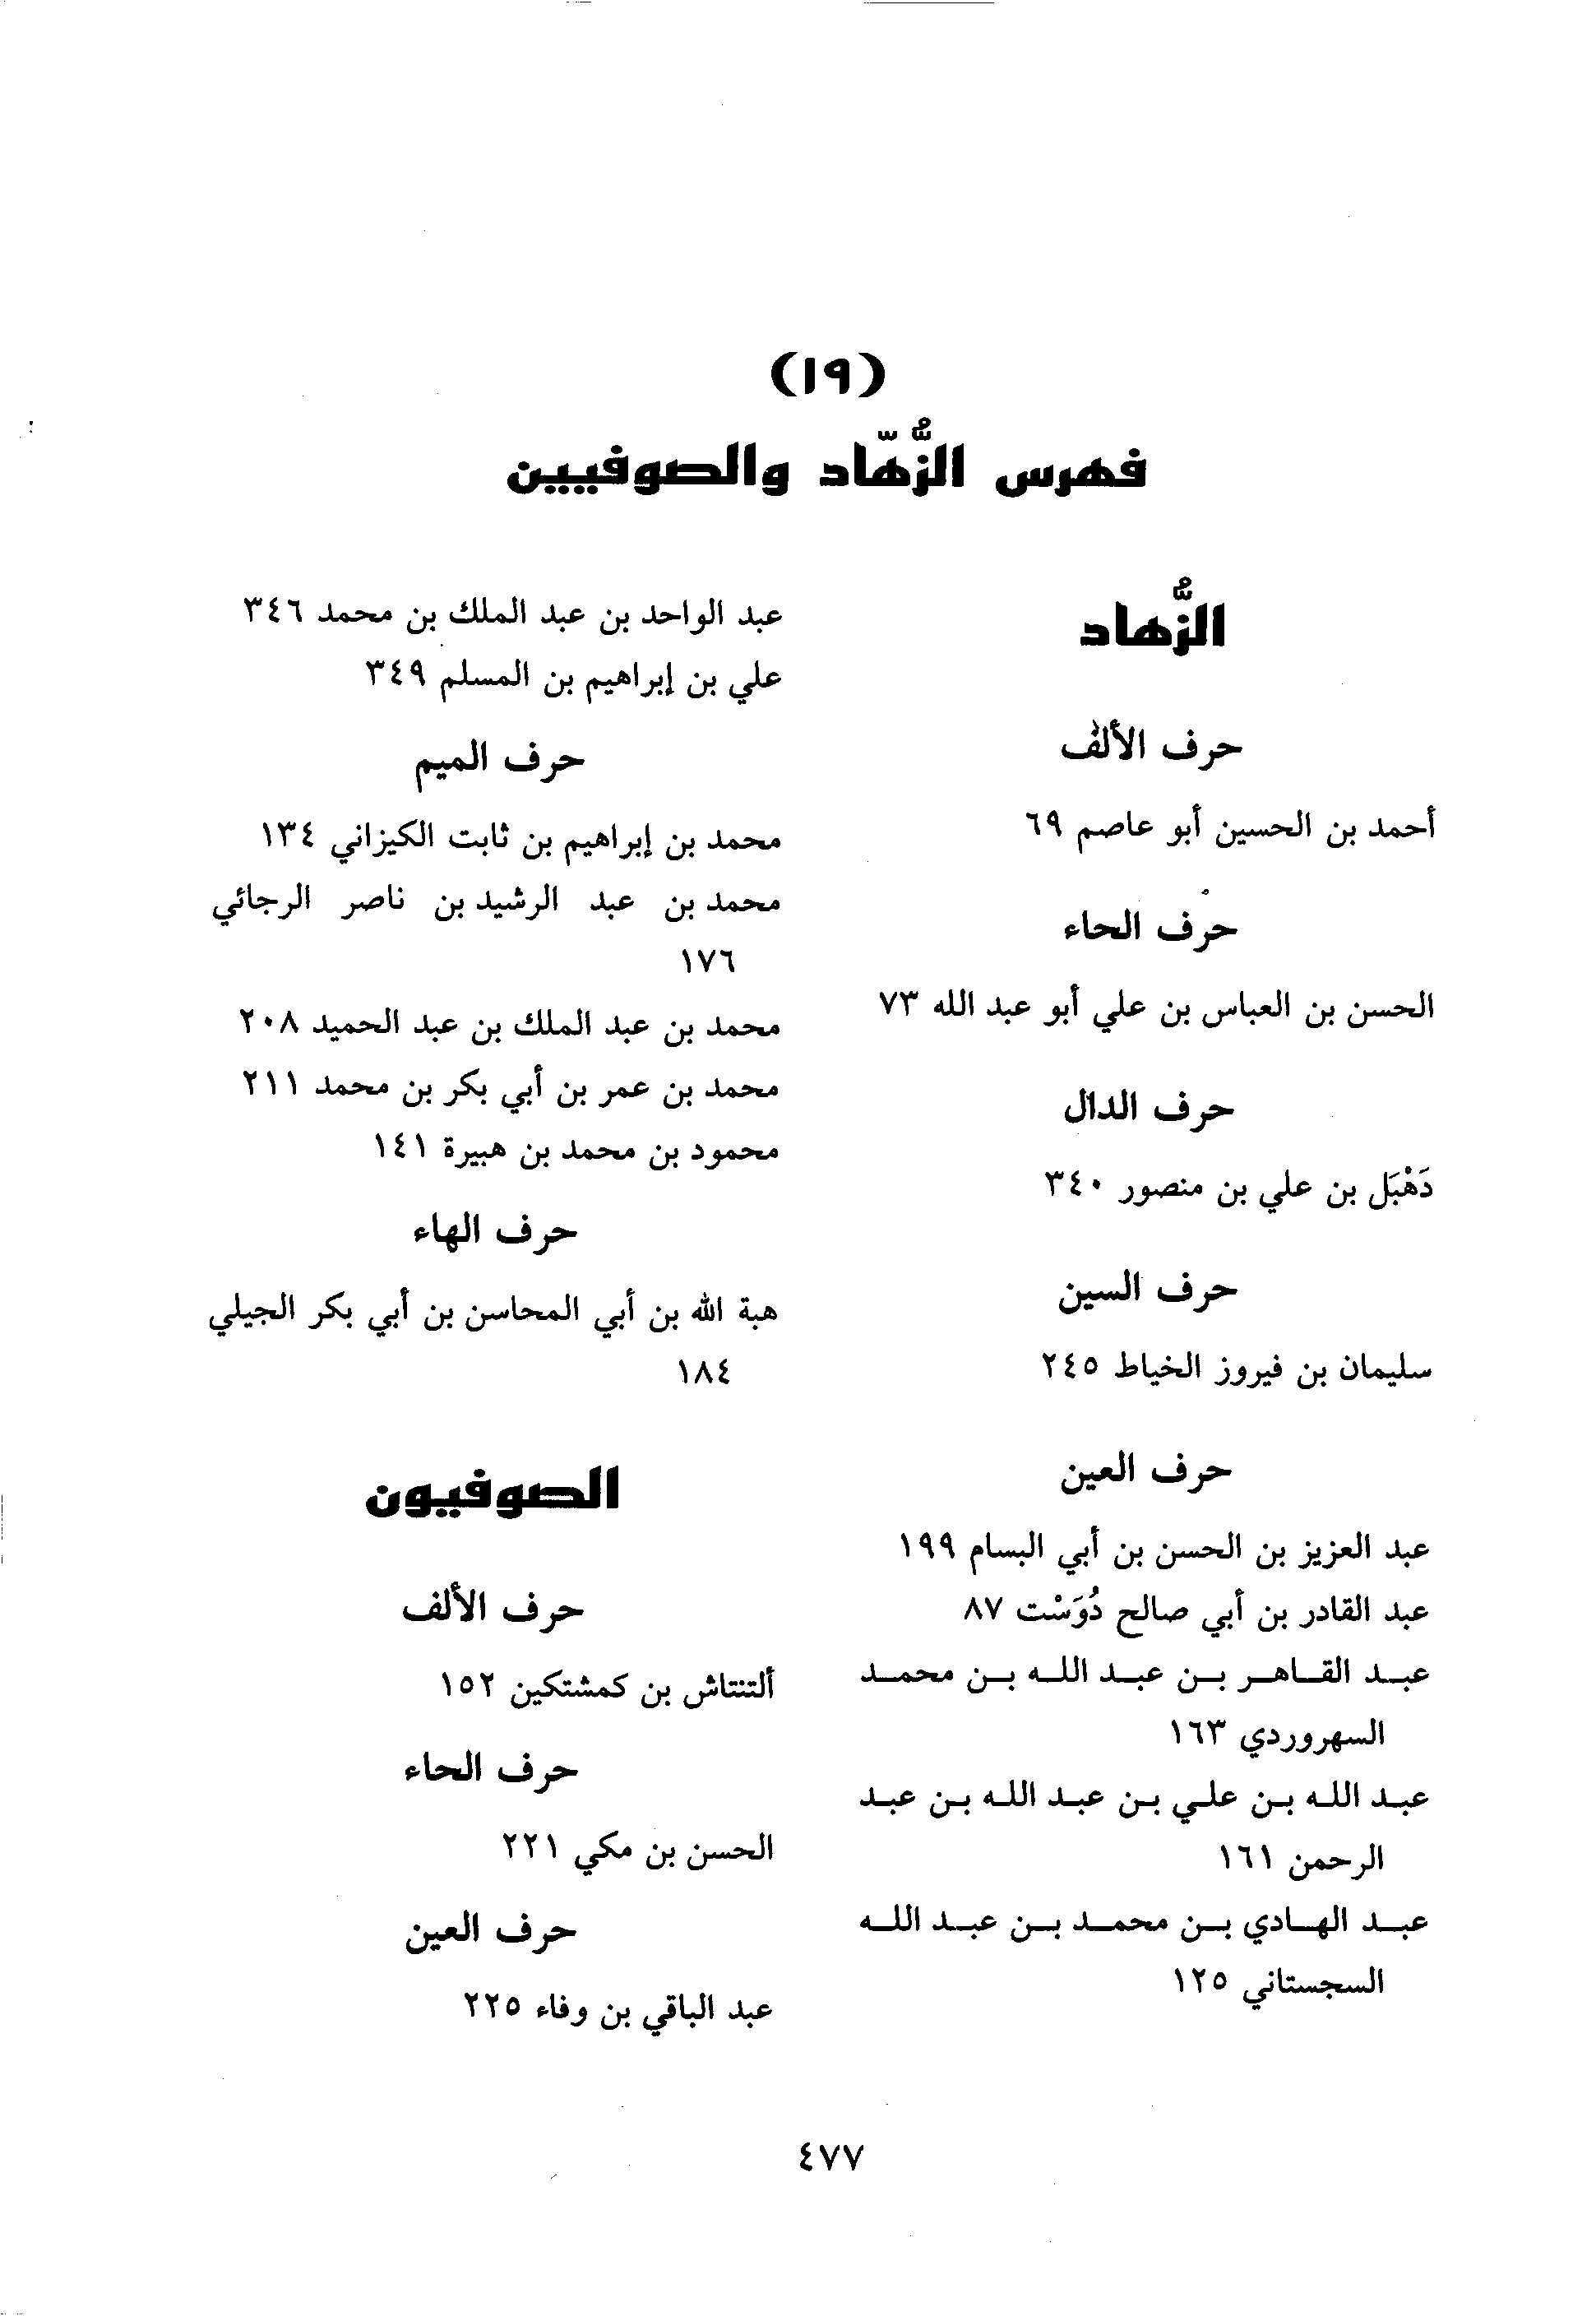 (١٩)
فهرس الزُّهّاد والصوفيين
الزُّهاد
حرف الألف
أحمد بن الحسين أبو عاصم ٦٩
حرف الحاء
الحسن بن العباس بن علي أبو عبد الله ٧٣
حرف الدال
دَهْبَل بن علي بن منصور ٣٤٠
حرف السين
سليمان بن فيروز الخياط ٢٤٥
حرف العين
عبد العزيز بن الحسن بن أبي البسام ١٩٩
عبد القادر بن أبي صالح دُوَسْت ٨٧
عبد القاهر بن عبد الله بن محمد
السهروردي ١٦٣
عبد الله بن علي بن عبد الله بن عبد
الرحمن ١٦١
عبد الهادي بن محمد بن عبد الله
السجستاني ١٢٥
عبد الواحد بن عبد الملك بن محمد ٣٤٦
علي بن إبراهيم بن المسلم ٣٤٩
حرف الميم
محمد بن إبراهيم بن ثابت الكيزاني ١٣٤
محمد بن عبد الرشيد بن ناصر الرجائي
١٧٦
محمد بن عبد الملك بن عبد الحميد ٢٠٨
محمد بن عمر بن أبي بكر بن محمد ٢١١
محمود بن محمد بن هبيرة ١٤١
حرف الهاء
هبة الله بن أبي المحاسن بن أبي بكر الجيلي
١٨٤
الصوفيون
حرف الألف
ألتنتاش بن كمشتكين ١٥٢
حرف الحاء
الحسن بن مكي ٢٢١
حرف العين
عبد الباقي بن وفاء ٢٢٥
٤٧٧